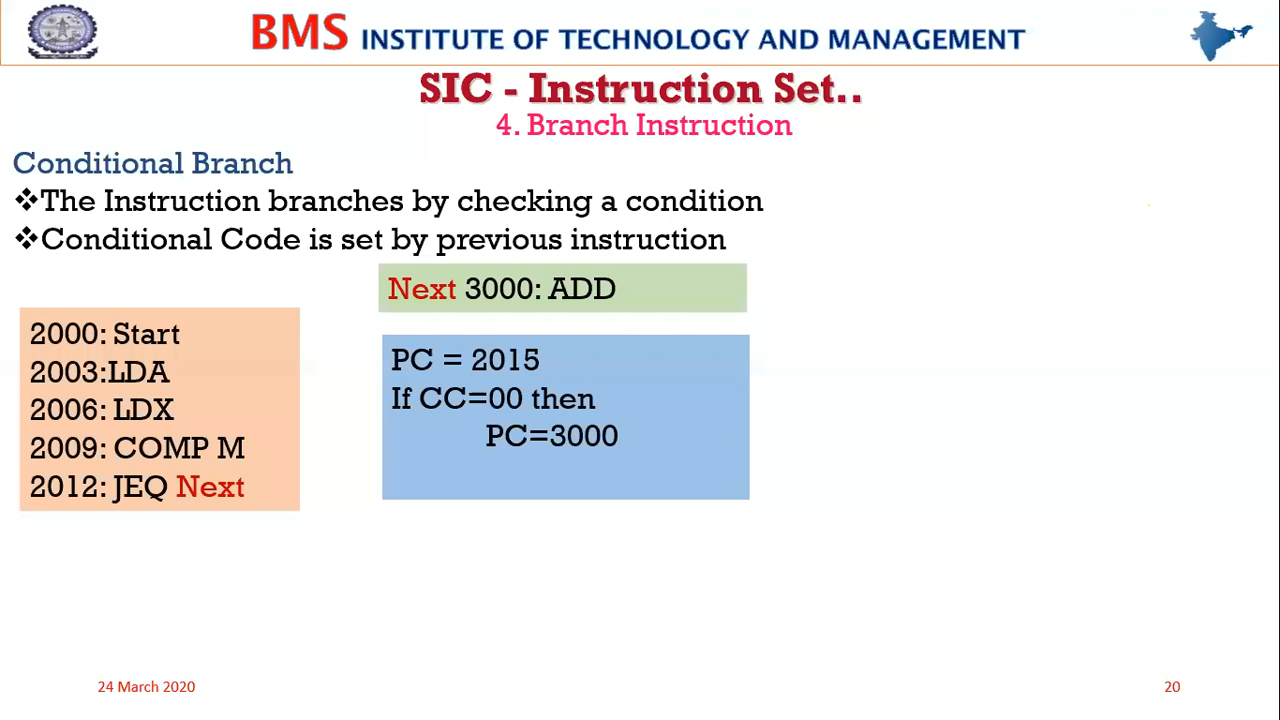 BMS INSTITUTE OF TECHNOLOGY AND MANAGEMENT
SIC - Instruction Set..
4. Branch Instruction
Conditional Branch
❖The Instruction branches by checking a condition
❖Conditional Code is set by previous instruction
Next 3000: ADD
2000: Start
2003:LDA
2006: LDX
2009: COMP M
2012: JEQ Next
PC = 2015
If CC=00 then
PC=3000
24 March 2020
20